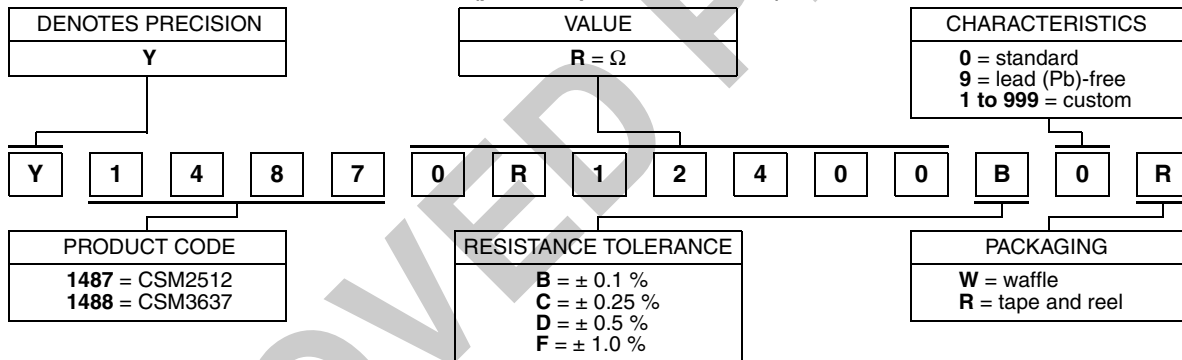 DENOTES PRECISION
Y
VALUE
R = Ω
CHARACTERISTICS
0 = standard
9 = lead (Pb)-free
1 to 999 = custom
Y 1 4 8 7 0 R 1 2 4 0 0 B 0 R
PRODUCT CODE
1487 = CSM2512
1488 = CSM3637
RESISTANCE TOLERANCE
B = ± 0.1 %
C = ± 0.25 %
D = ± 0.5 %
F = ± 1.0 %
PACKAGING
W = waffle
R = tape and reel